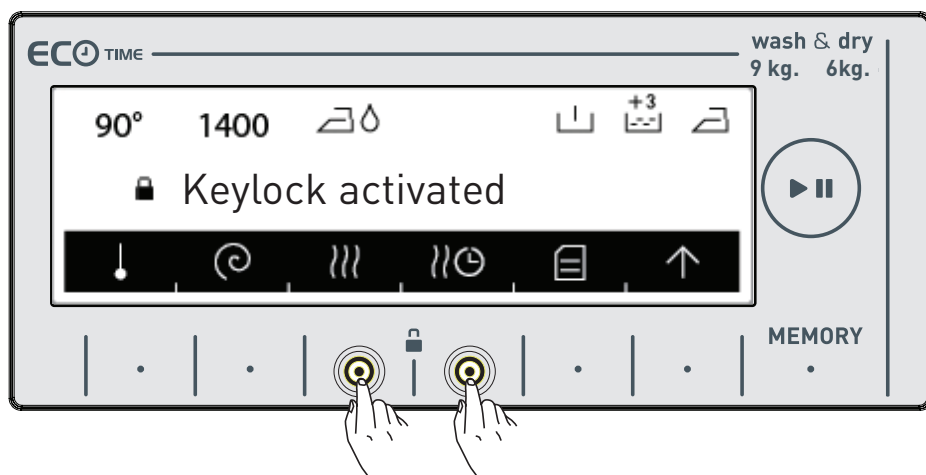 ECO TIME
wash & dry
9 kg. 6kg.
90° 1400 +3
Keylock activated
MEMORY